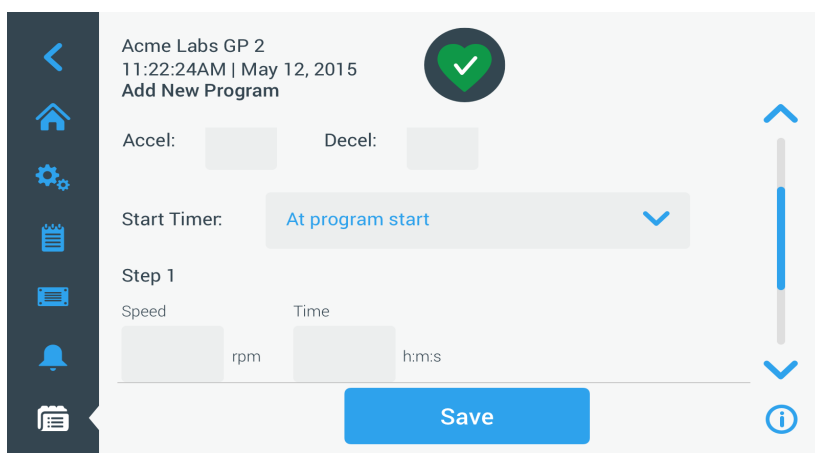 Acme Labs GP 2
11:22:24AM | May 12, 2015
Add New Program
Accel: Decel:
Start Timer: At program start
Step 1
Speed Time
rpm h:m:s
Save